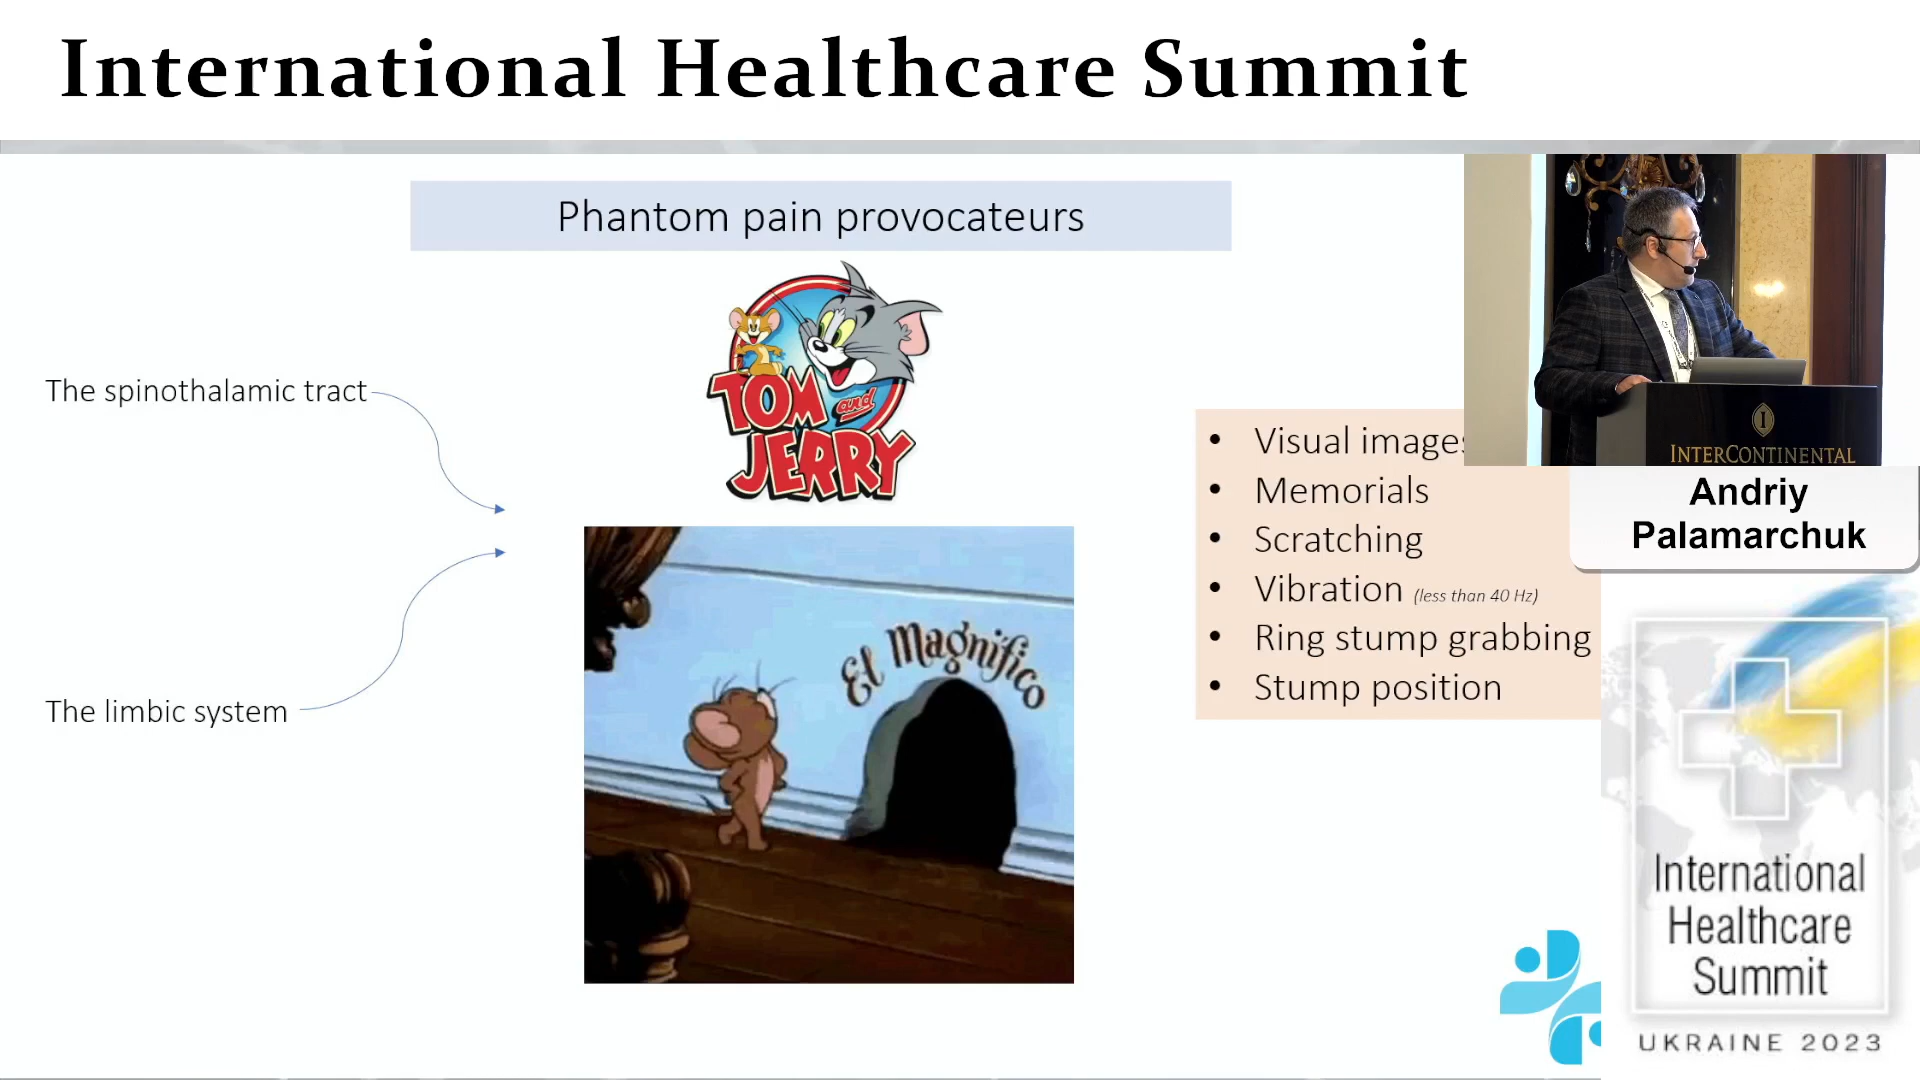 International Healthcare Summit
Phantom pain provocateurs
TOM and
JERRY
The spinothalamic tract
The limbic system
El Magnífico
• Visual images
• Memorials
• Scratching
• Vibration (less than 40 Hz)
• Ring stump grabbing
• Stump position
INTERCONTINENTAL
Andriy
Palamarchuk
International
Healthcare
Summit
UKRAINE 2023